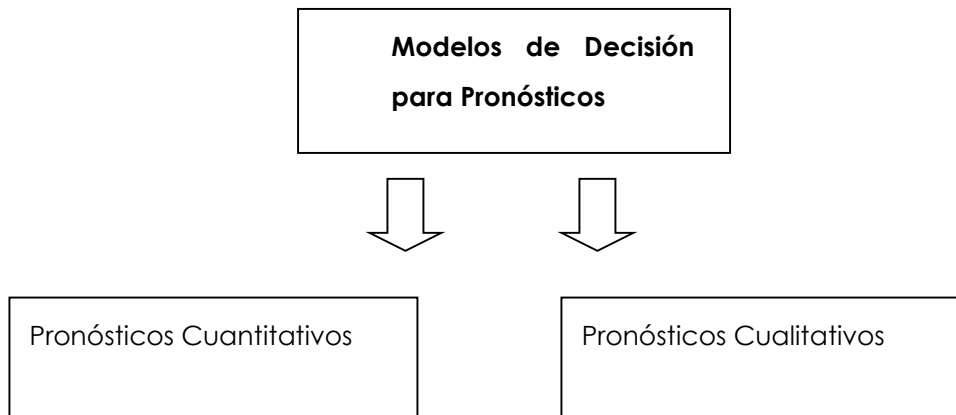 Modelos de Decisión
para Pronósticos
Pronósticos Cuantitativos
Pronósticos Cualitativos